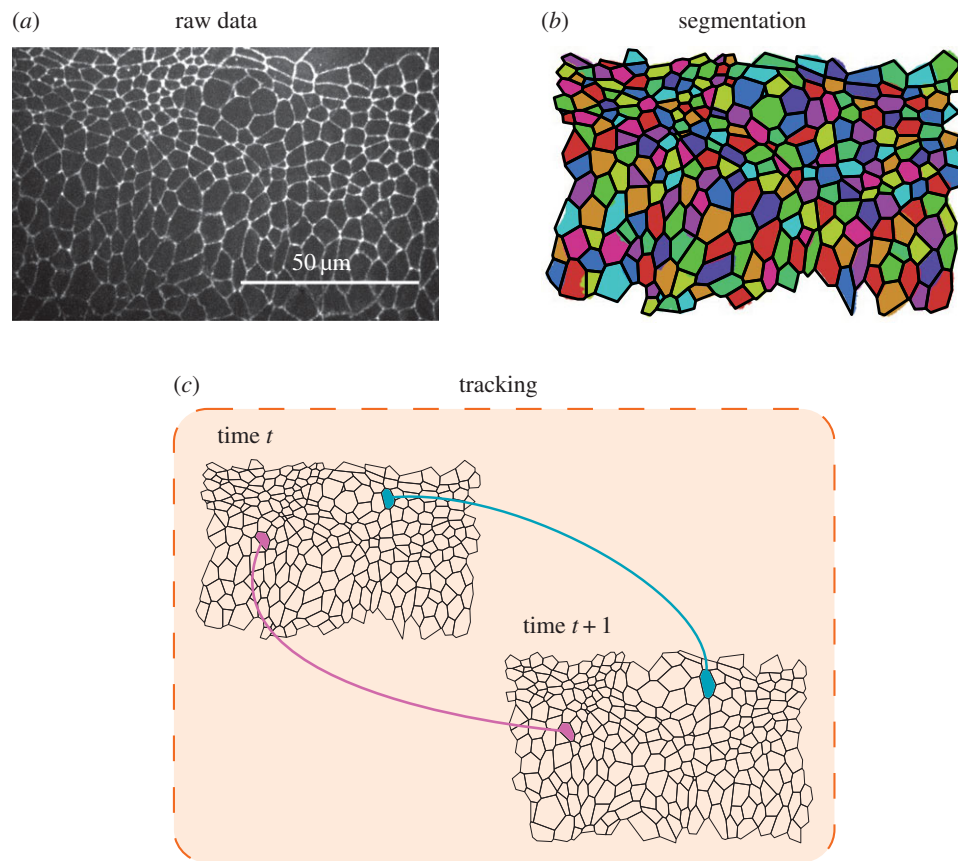 (a) raw data
(b) segmentation
50 µm
(c) tracking
time t
time t + 1